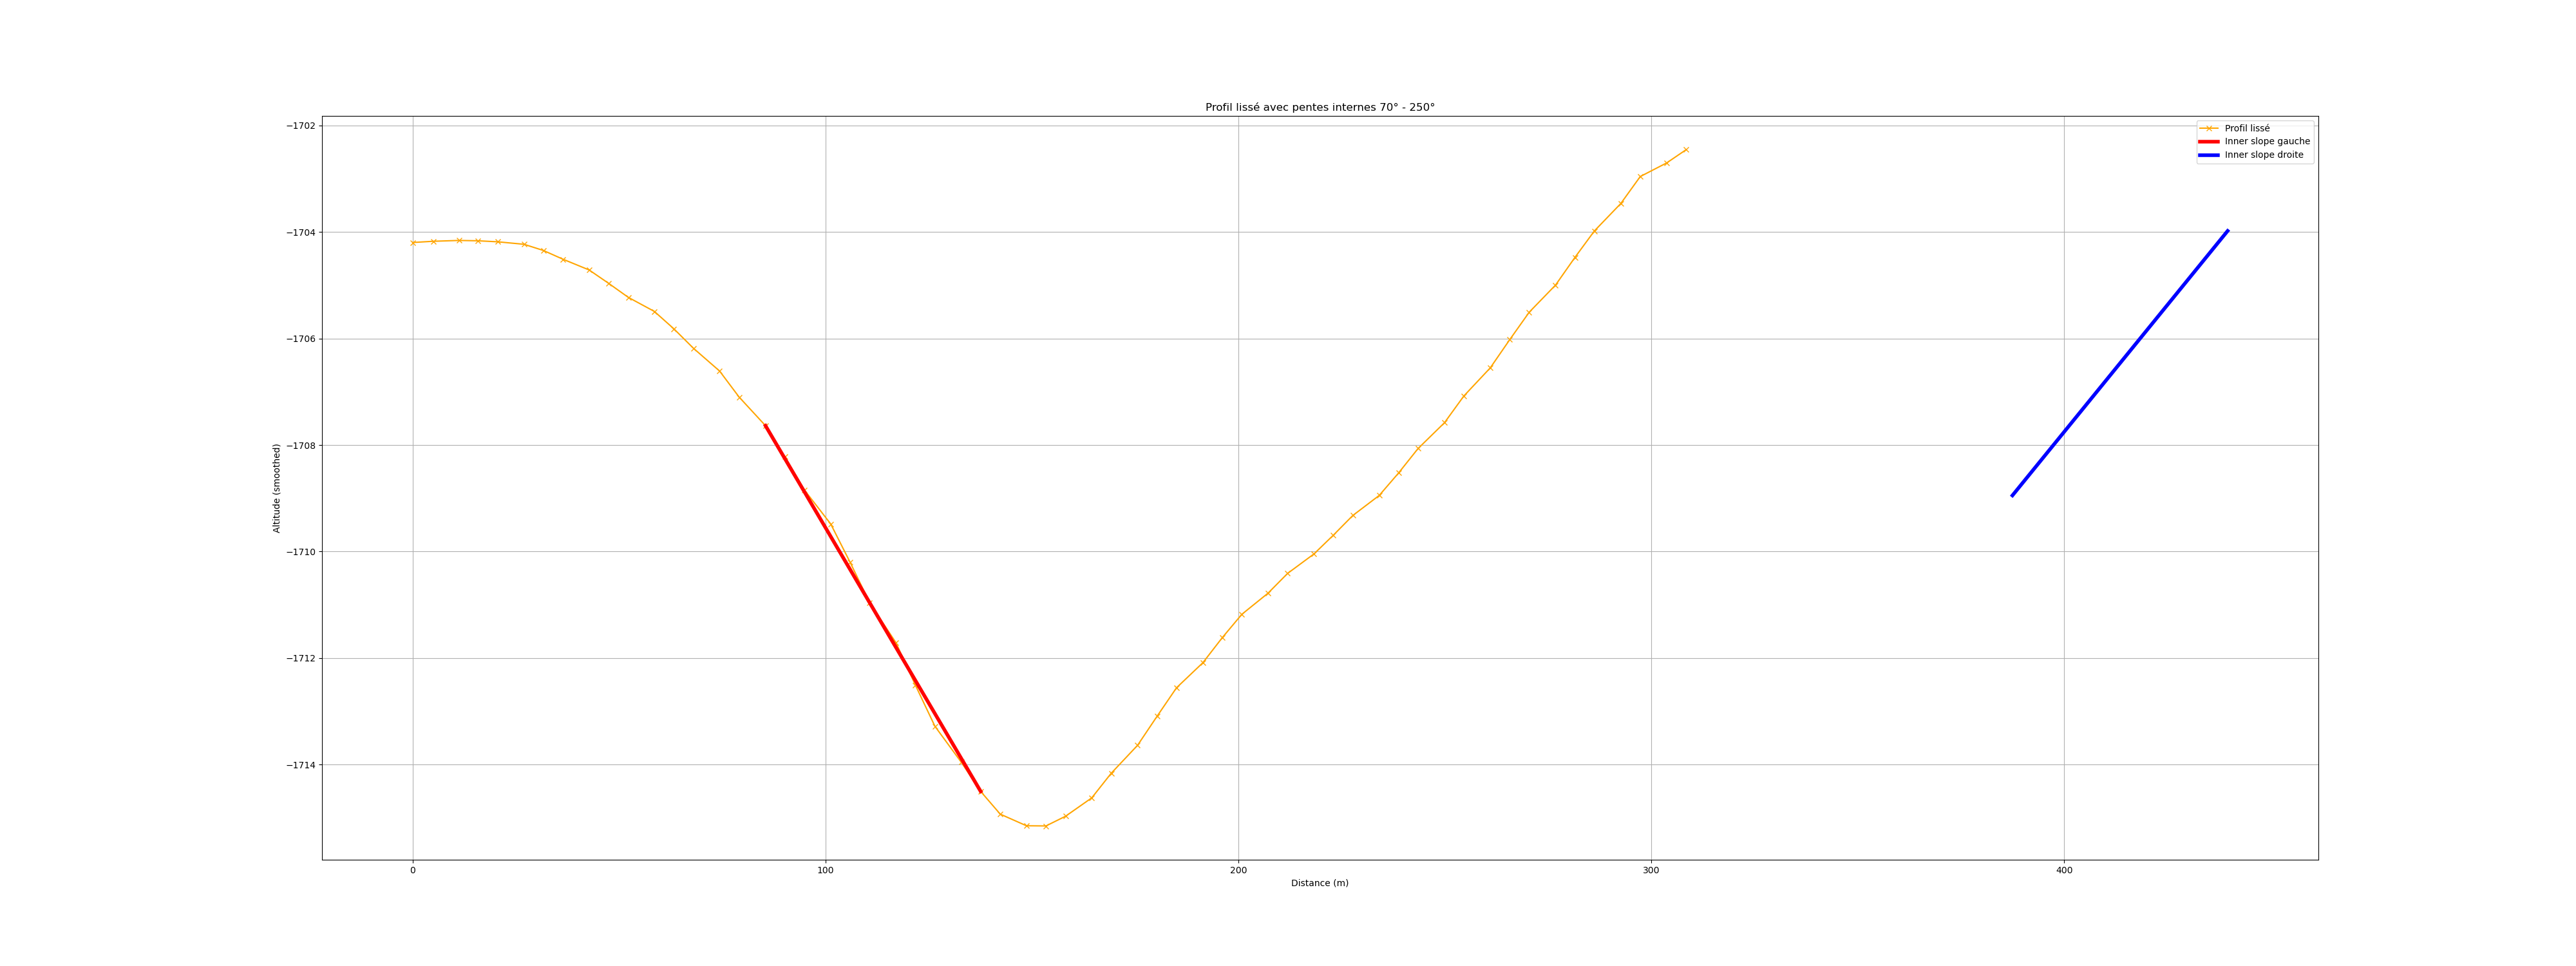 Profil lissé avec pentes internes 70° - 250°
Profil lissé
Inner slope gauche
Inner slope droite
Altitude (smoothed)
−1702
−1704
−1706
−1708
−1710
−1712
−1714
0
100
200
300
400
Distance (m)